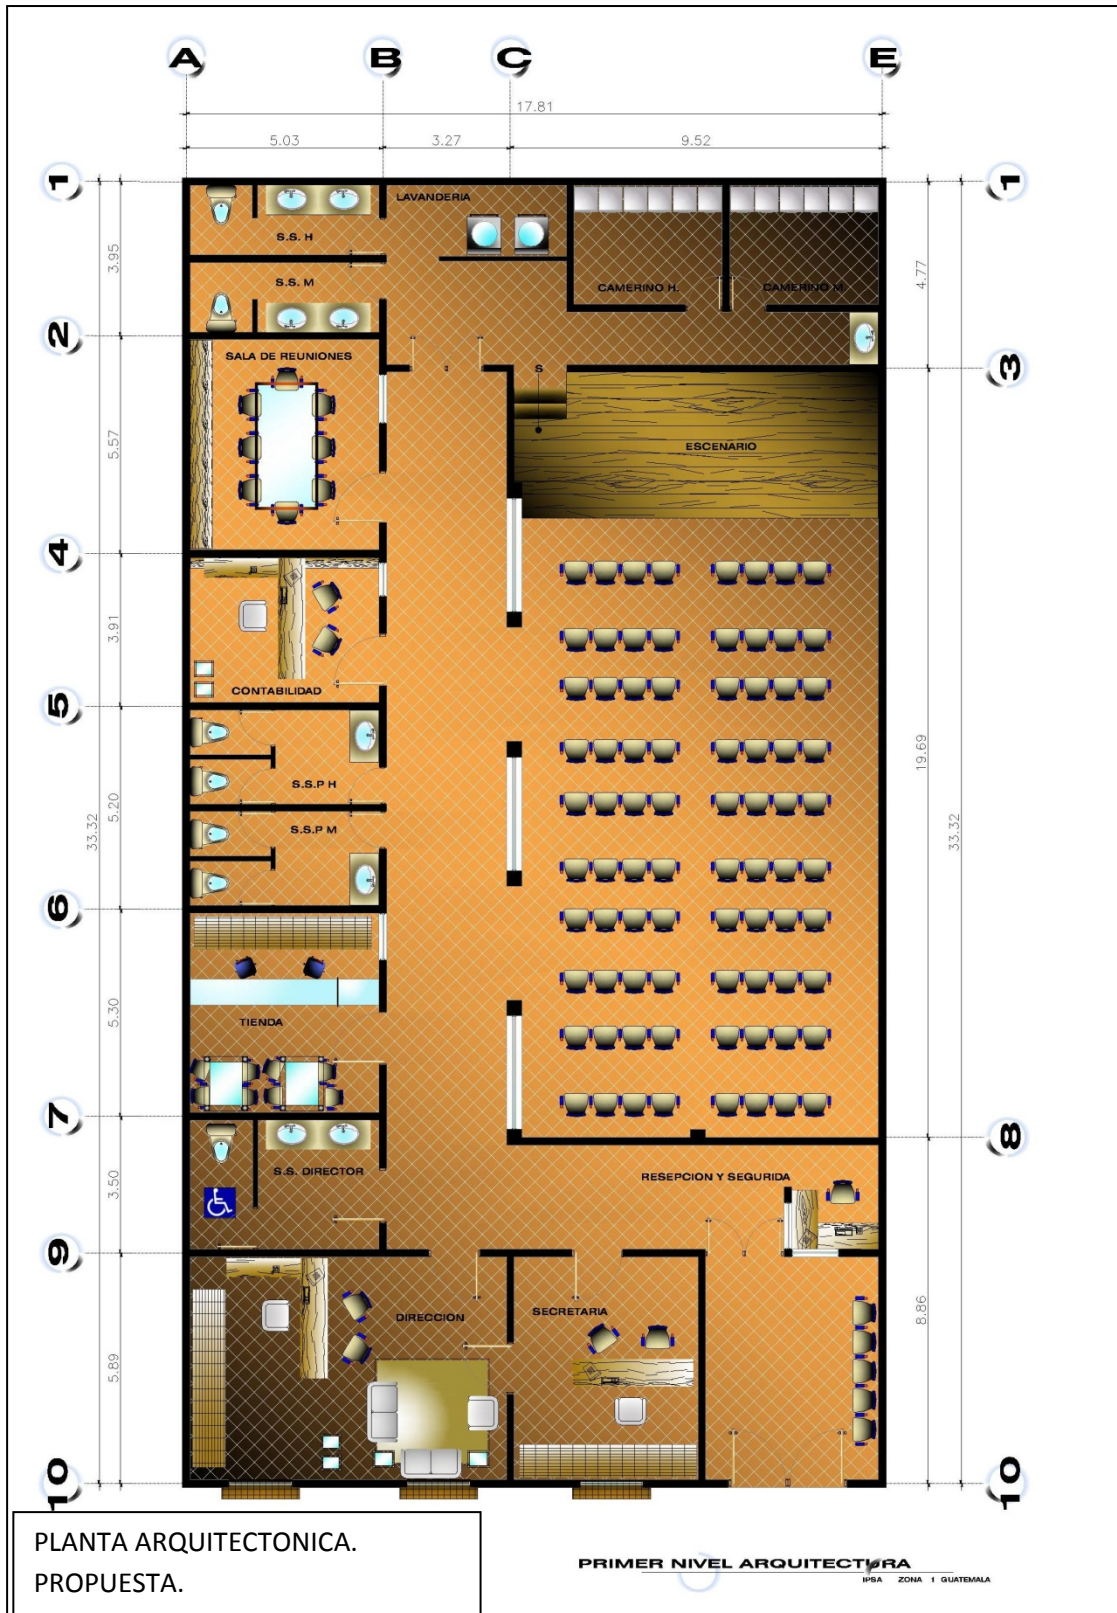 A B C E
17.81
5.03 3.27 9.52
1 1
LAVANDERIA
S.S. H
3.95
4.77
S.S. M
CAMERINO H. CAMERINO M.
2
SALA DE REUNIONES
S
3
5.57
ESCENARIO
4
3.91
CONTABILIDAD
5
19.69
S.S.P H
5.20
33.32 33.32
S.S.P M
6
5.30
TIENDA
7
8
3.50
S.S. DIRECTOR
RESEPCION Y SEGURIDA
9
DIRECCION
SECRETARIA
8.86
5.89
10 10
PLANTA ARQUITECTONICA.
PROPUESTA.
PRIMER NIVEL ARQUITECTURA
IPSA ZONA 1 GUATEMALA